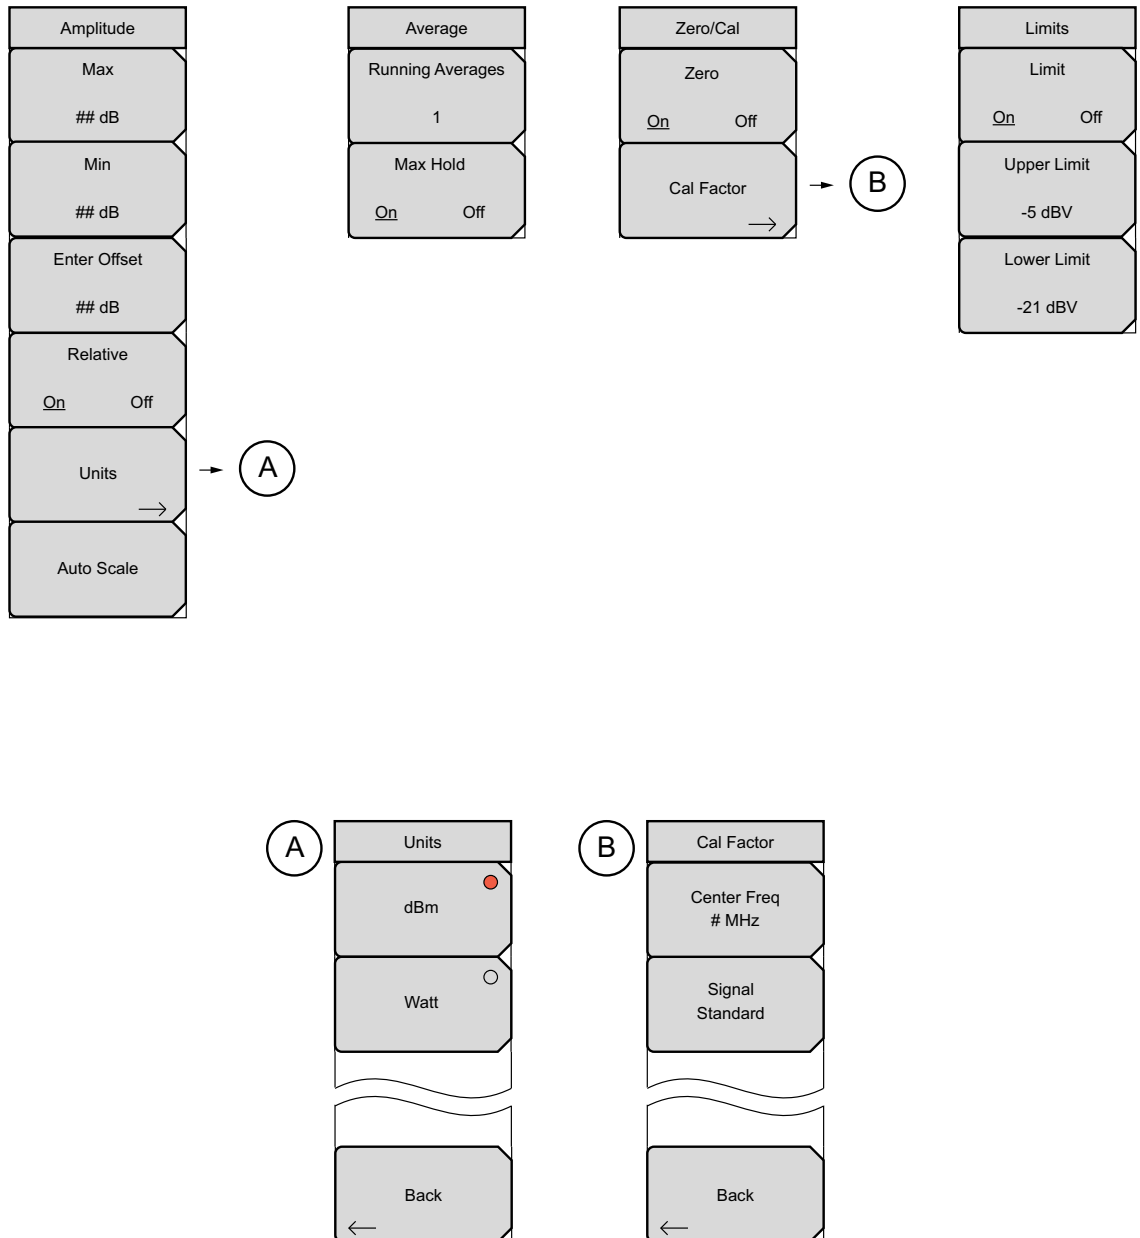 Amplitude
Max
## dB
Min
## dB
Enter Offset
## dB
Relative
On Off
Units
A
Auto Scale
Average
Running Averages
1
Max Hold
On Off
Zero/Cal
Zero
On Off
Cal Factor
B
Limits
Limit
On Off
Upper Limit
-5 dBV
Lower Limit
-21 dBV
A
Units
dBm
Watt
Back
B
Cal Factor
Center Freq
# MHz
Signal
Standard
Back